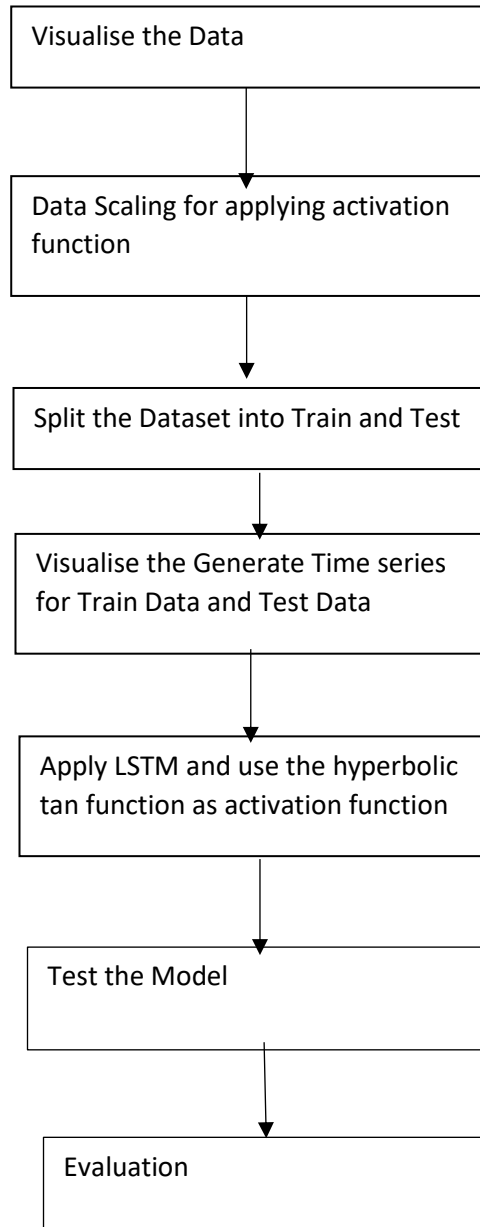 Visualise the Data
Data Scaling for applying activation
function
Split the Dataset into Train and Test
Visualise the Generate Time series
for Train Data and Test Data
Apply LSTM and use the hyperbolic
tan function as activation function
Test the Model
Evaluation